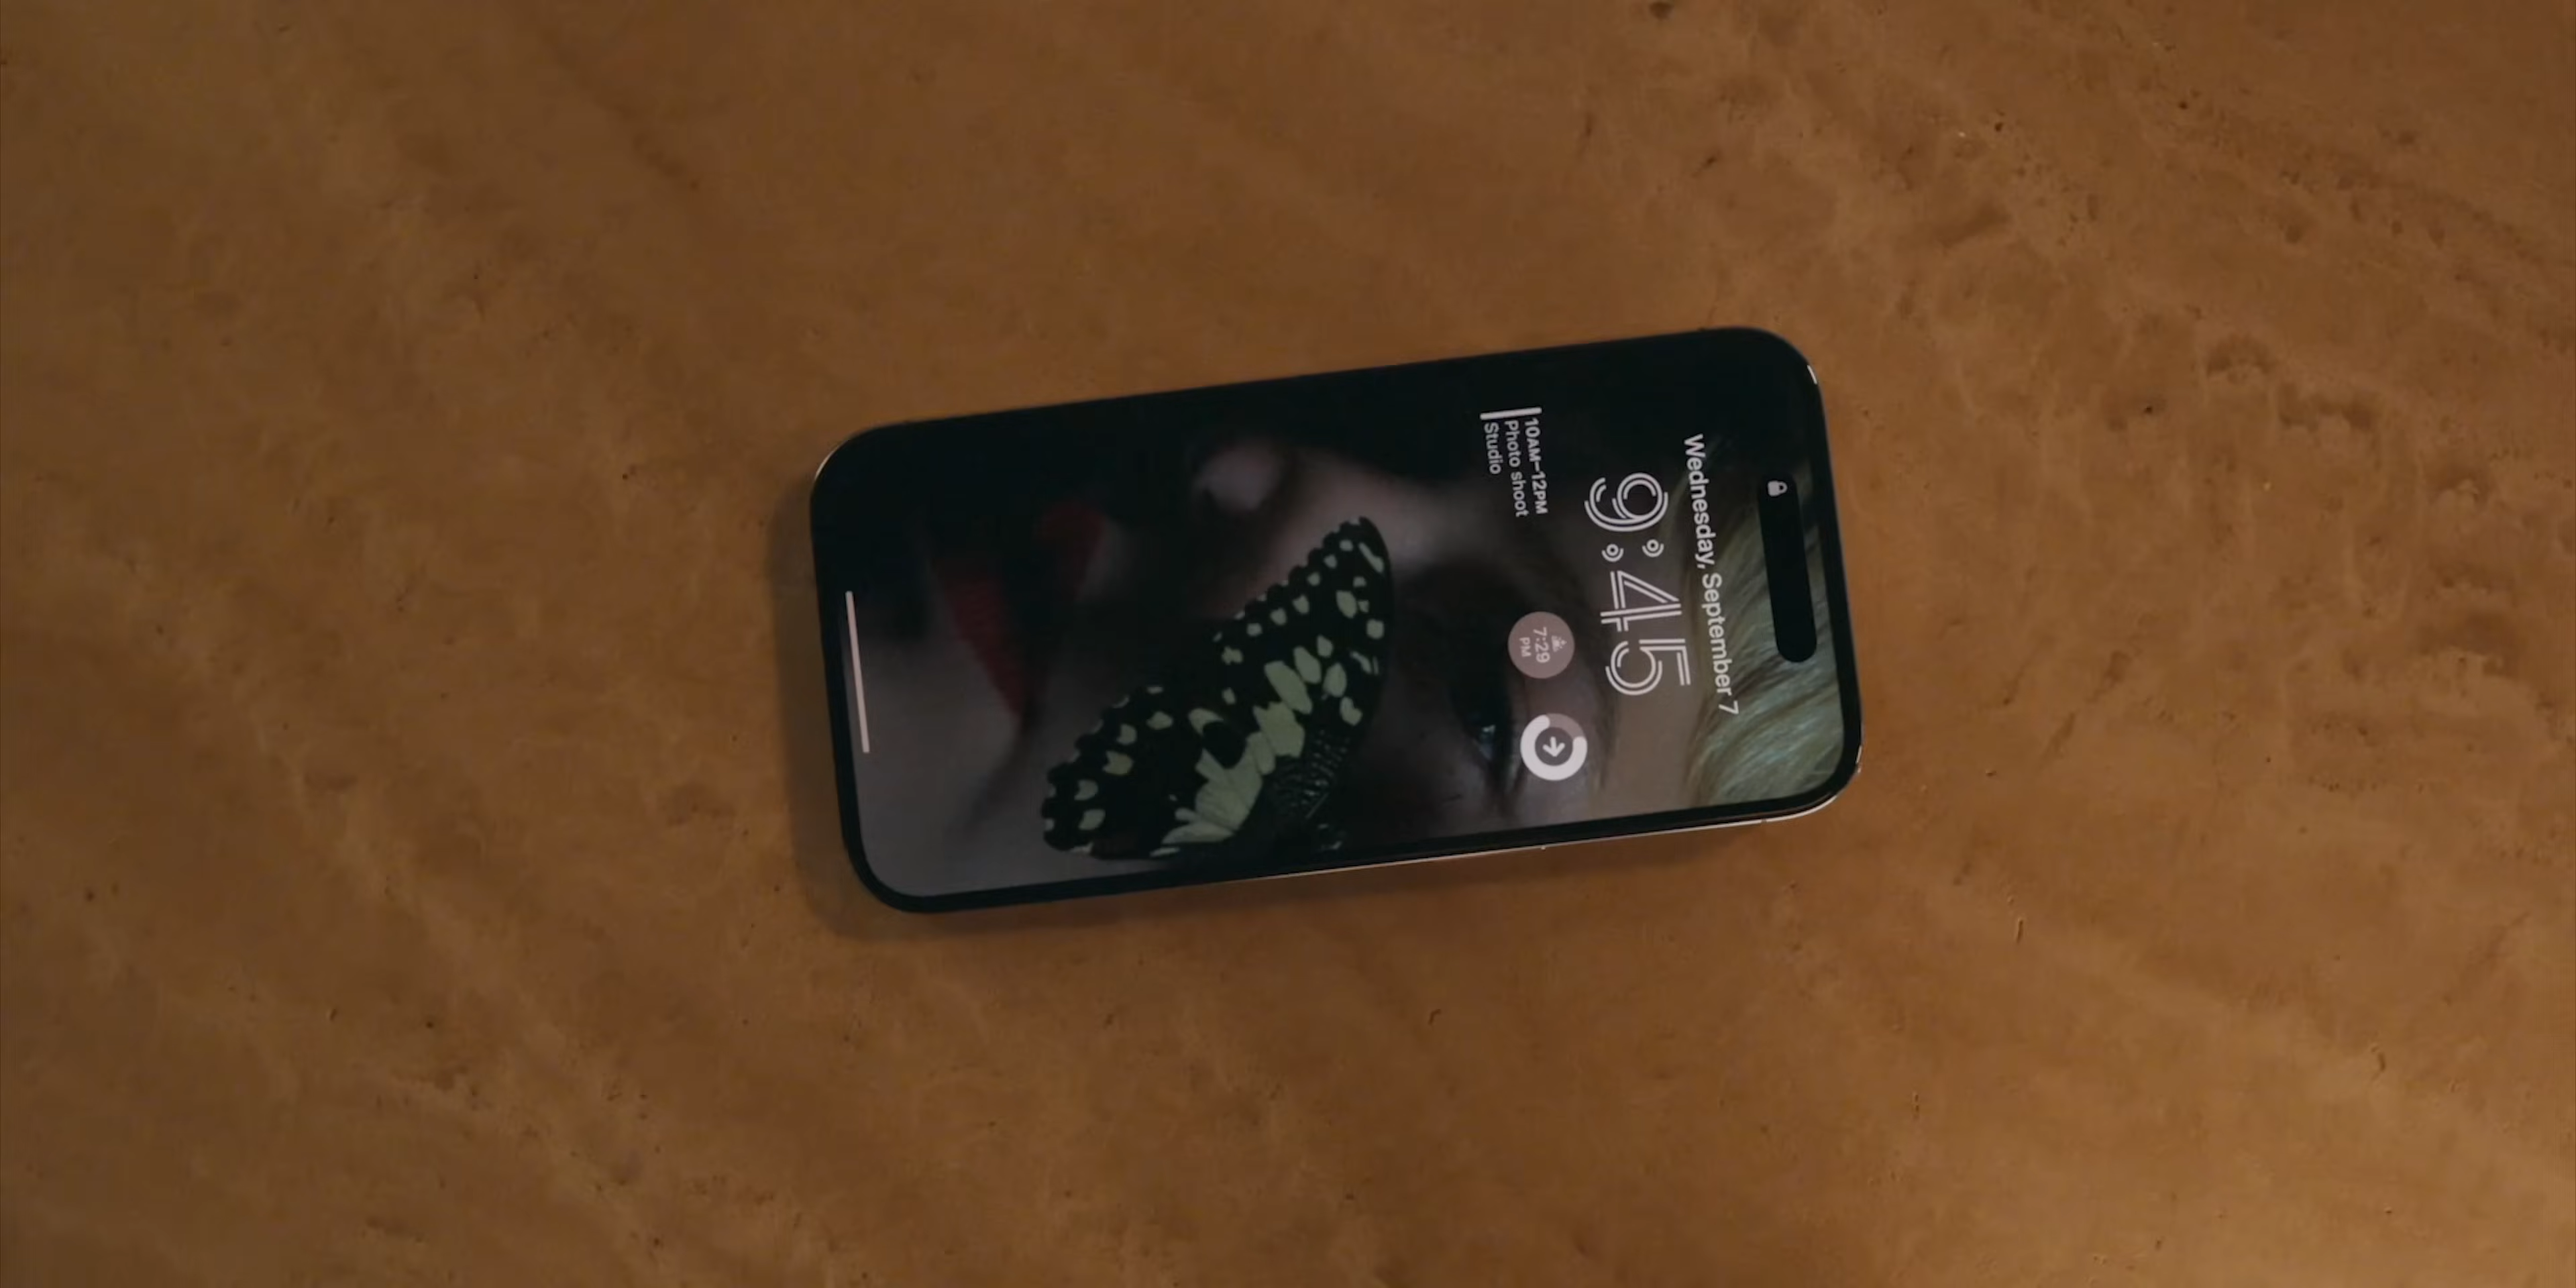 Wednesday, September 7
9:45
10AM–12PM
Photo shoot
Studio
7:29
PM